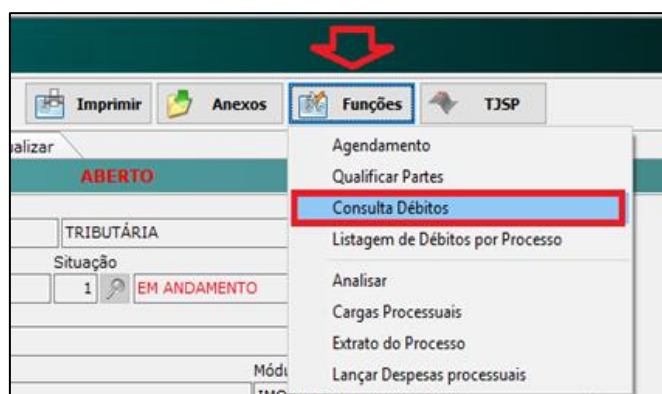 Imprimir Anexos Funções TJSP
alizar
ABERTO
Agendamento
Qualificar Partes
Consulta Débitos
TRIBUTÁRIA
Listagem de Débitos por Processo
Situação
1 EM ANDAMENTO
Analisar
Cargas Processuais
Extrato do Processo
Módu
Lançar Despesas processuais